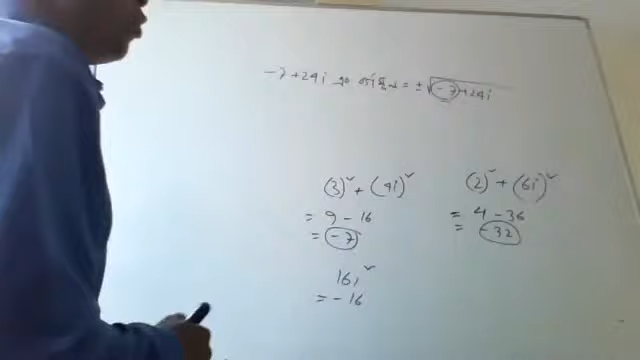 -7+24i এর বর্গমূল = ±√-7+24i
(3)² + (4i)²
= 9 - 16
= -7
16i²
= -16
(2)² + (6i)²
= 4 - 36
= -32